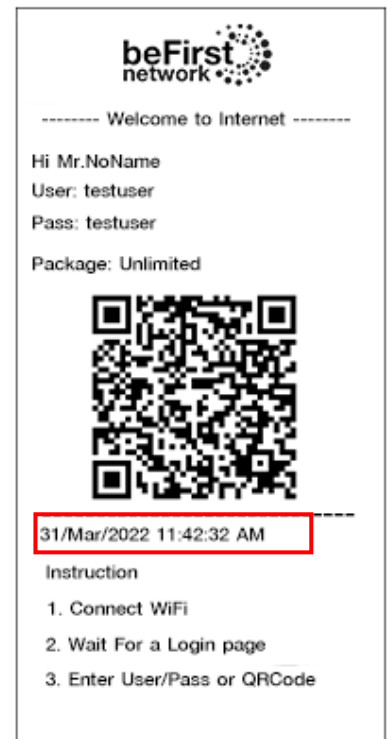 beFirst
network
-------- Welcome to Internet --------
Hi Mr.NoName
User: testuser
Pass: testuser
Package: Unlimited
31/Mar/2022 11:42:32 AM
Instruction
1. Connect WiFi
2. Wait For a Login page
3. Enter User/Pass or QRCode